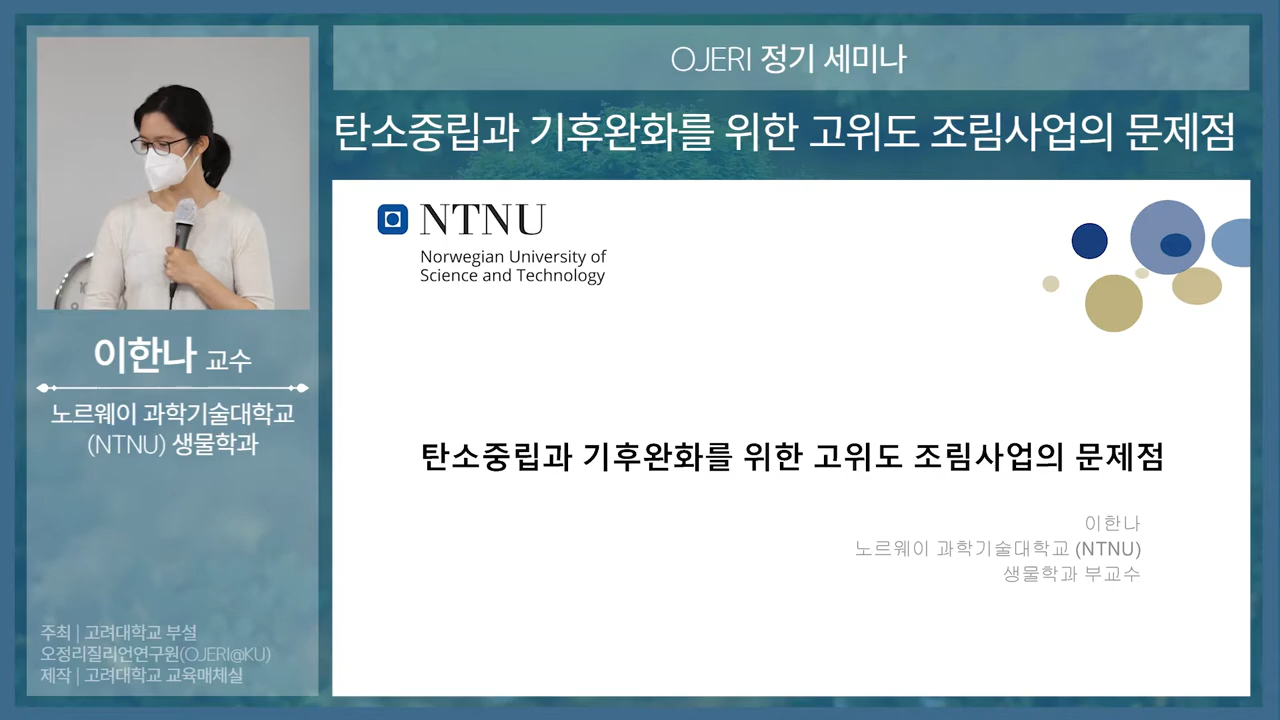 OJERI 정기 세미나
탄소중립과 기후완화를 위한 고위도 조림사업의 문제점
이한나 교수
노르웨이 과학기술대학교
(NTNU) 생물학과
주최 | 고려대학교 부설
오정리질리언연구원(OJERI@KU)
제작 | 고려대학교 교육매체실
NTNU
Norwegian University of
Science and Technology
탄소중립과 기후완화를 위한 고위도 조림사업의 문제점
이한나
노르웨이 과학기술대학교 (NTNU)
생물학과 부교수